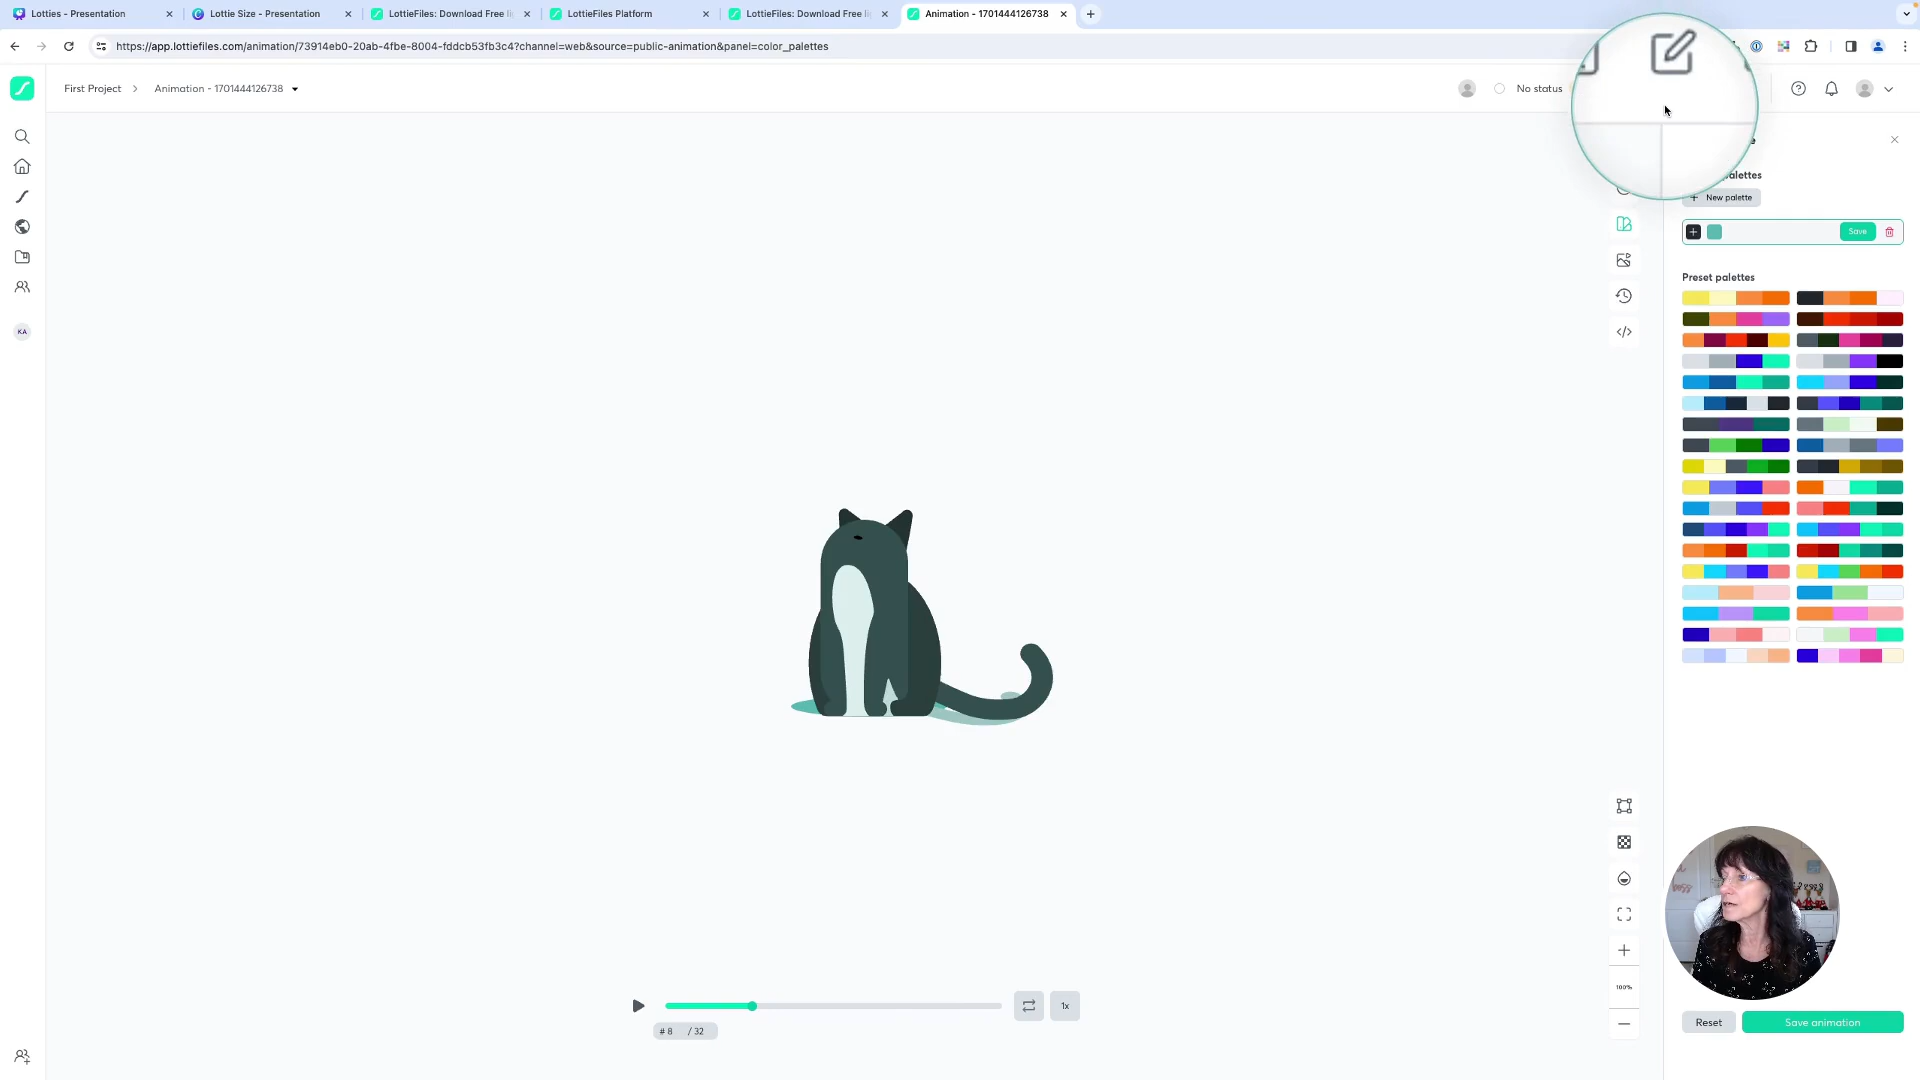 Lotties - Presentation
Lottie Size - Presentation
LottieFiles: Download Free li
LottieFiles Platform
LottieFiles: Download Free li
Animation - 1701444126738
https://app.lottiefiles.com/animation/73914eb0-20ab-4fbe-8004-fddcb53fb3c4?channel=web&source=public-animation&panel=color_palettes
First Project
Animation - 1701444126738
No status
alettes
New palette
Save
Preset palettes
KA
100%
1x
# 8 / 32
Reset
Save animation